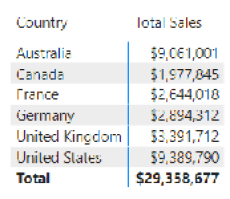 Country Total Sales
Australia $9,061,001
Canada $1,977,845
France $2,644,018
Germany $2,894,312
United Kingdom $3,391,712
United States $9,389,790
Total $29,358,677